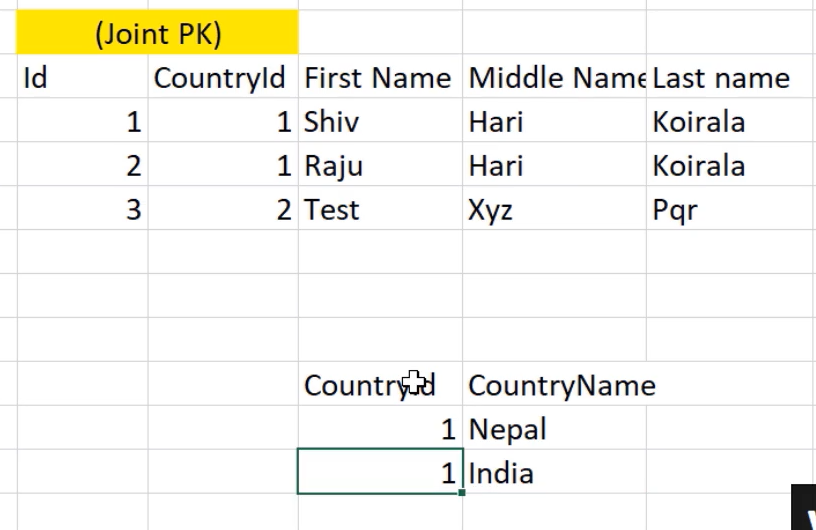 (Joint PK)
Id CountryId First Name Middle Name Last name
1 1 Shiv Hari Koirala
2 1 Raju Hari Koirala
3 2 Test Xyz Pqr
CountryId CountryName
1 Nepal
1 India